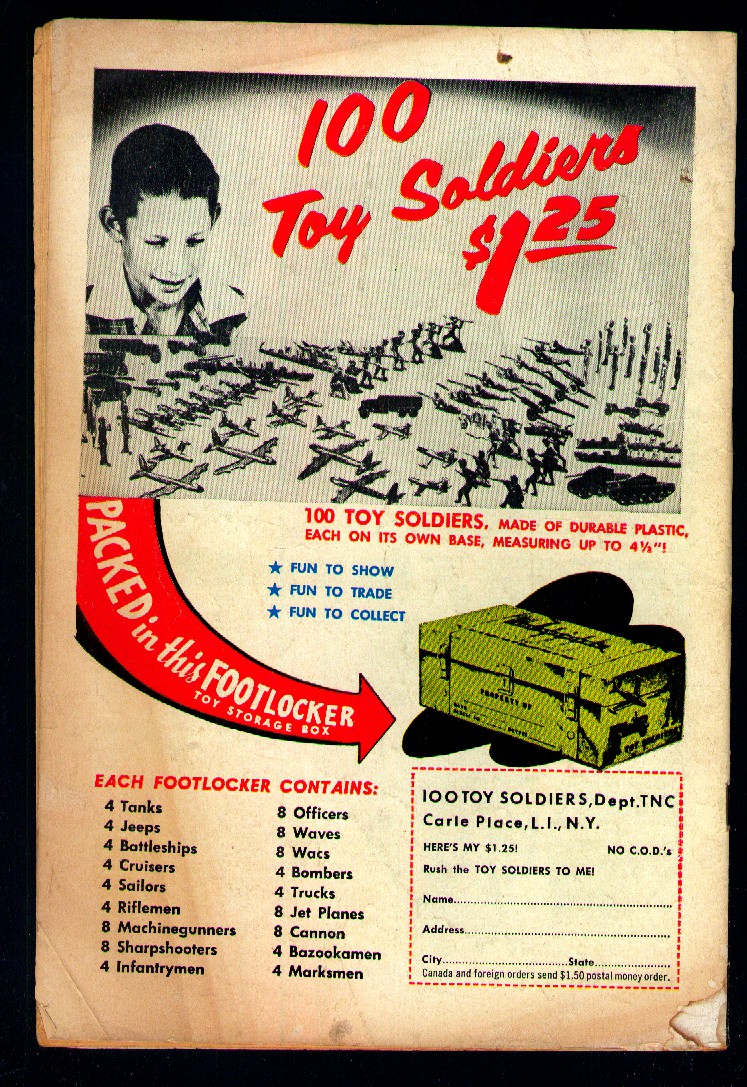 100
Toy Soldiers
$1.25
100 TOY SOLDIERS, MADE OF DURABLE PLASTIC,
EACH ON ITS OWN BASE, MEASURING UP TO 4½"!
PACKED in this FOOTLOCKER
TOY STORAGE BOX
★ FUN TO SHOW
★ FUN TO TRADE
★ FUN TO COLLECT
PROPERTY OF
EACH FOOTLOCKER CONTAINS:
4 Tanks
4 Jeeps
4 Battleships
4 Cruisers
4 Sailors
4 Riflemen
8 Machinegunners
8 Sharpshooters
4 Infantrymen
8 Officers
8 Waves
8 Wacs
4 Bombers
4 Trucks
8 Jet Planes
8 Cannon
4 Bazookamen
4 Marksmen
100 TOY SOLDIERS, Dept. TNC
Carle Place, L.I., N.Y.
HERE'S MY $1.25! NO C.O.D.'s
Rush the TOY SOLDIERS TO ME!
Name
Address
City State
Canada and foreign orders send $1.50 postal money order.